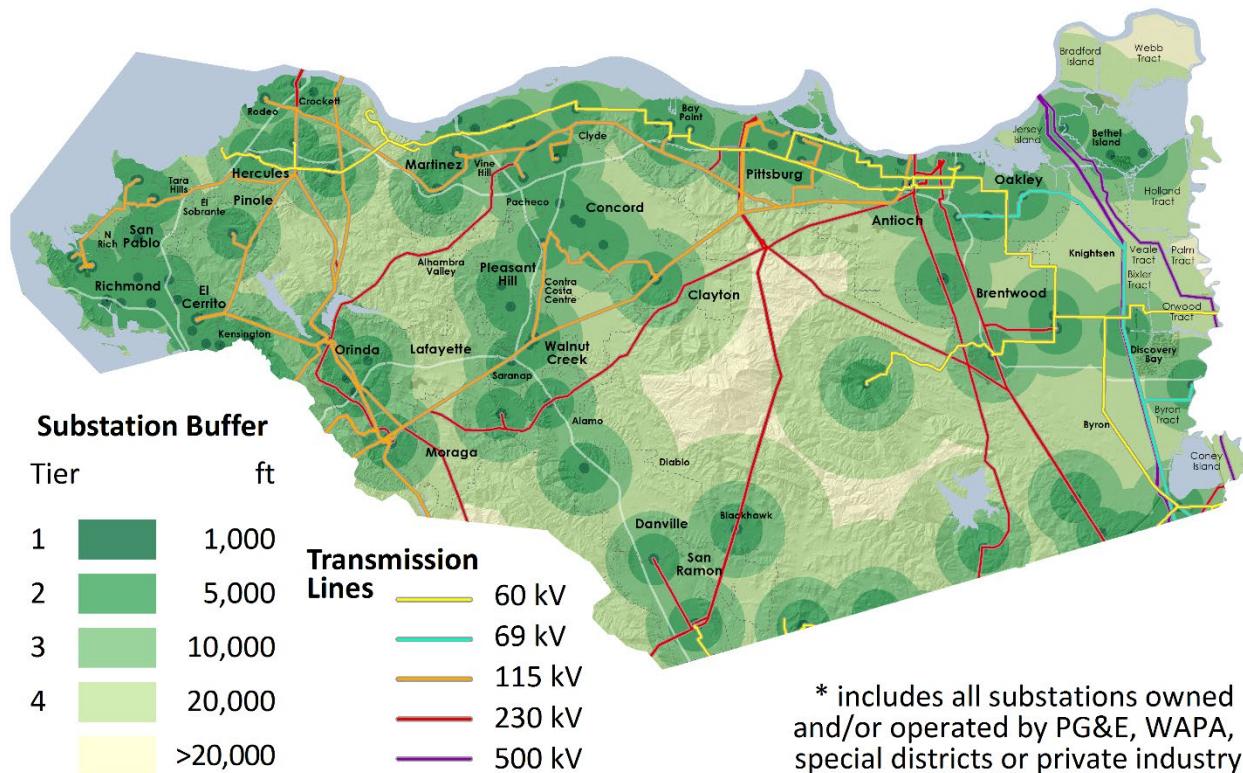 Webb
Tract
Bradford
Island
Crockett
Rodeo
Bay
Point
Jersey
Island
Bethel
Island
Clyde
Martinez
Vine
Hill
Pittsburg
Hercules
Oakley
Tara
Hills
Holland
Tract
El
Sobrante
Pinole
Pacheco
Concord
Antioch
N
Rich
San
Pablo
Knightsen
Veale
Tract
Palm
Tract
Alhambra
Valley
Pleasant
Hill
Bixler
Tract
Richmond
El
Cerrito
Contra
Costa
Centre
Clayton
Brentwood
Orwood
Tract
Kensington
Orinda
Lafayette
Walnut
Creek
Discovery
Bay
Saranap
Alamo
Byron
Tract
Byron
Moraga
Diablo
Coney
Island
Danville
Blackhawk
San
Ramon
Substation Buffer
Tier ft
1 1,000
2 5,000
3 10,000
4 20,000
>20,000
Transmission
Lines
60 kV
69 kV
115 kV
230 kV
500 kV
* includes all substations owned
and/or operated by PG&E, WAPA,
special districts or private industry